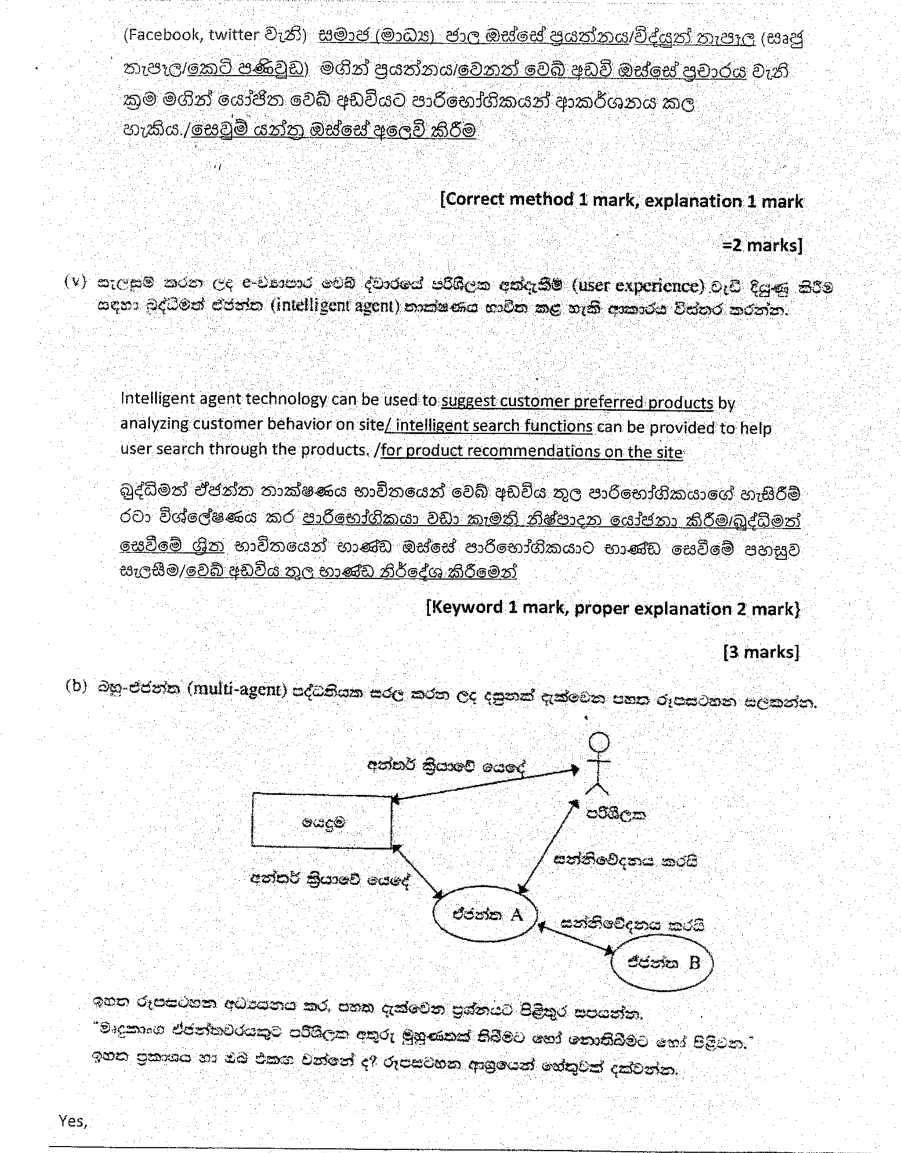 (Facebook, twitter වැනි) සමාජ (මාධ්‍ය) ජාල ඔස්සේ ප්‍රයත්නය/විද්යුත් තැපෑල (සෘජු
තැපෑල/කෙටි පණිවුඩ) මගින් ප්‍රයත්නය/වෙනත් වෙබ් අඩවි ඔස්සේ ප්‍රචාරය වැනි
ක්‍රම මගින් යෝජිත වෙබ් අඩවියට පාරිභෝගිකයන් ආකර්ශනය කල
හැකිය./සෙවුම් යන්ත්‍ර ඔස්සේ අලෙවි කිරීම
[Correct method 1 mark, explanation 1 mark
=2 marks]
(v) සැලසුම් කරන ලද e-ව්‍යාපාර වෙබ් ද්වාරයේ පරිශීලක අත්දැකීම් (user experience) වැඩි දියුණු කිරීම
සඳහා බුද්ධිමත් ඒජන්ත (intelligent agent) තාක්ෂණය භාවිත කළ හැකි ආකාරය විස්තර කරන්න.
Intelligent agent technology can be used to suggest customer preferred products by
analyzing customer behavior on site/ intelligent search functions can be provided to help
user search through the products. /for product recommendations on the site
බුද්ධිමත් ඒජන්ත තාක්ෂණය භාවිතයෙන් වෙබ් අඩවිය තුල පාරිභෝගිකයාගේ හැසිරීම්
රටා විශ්ලේෂණය කර පාරිභෝගිකයා වඩා කැමති නිෂ්පාදන යෝජනා කිරීම/බුද්ධිමත්
සෙවීමේ ශ්‍රිත භාවිතයෙන් භාණ්ඩ ඔස්සේ පාරිභෝගිකයාට භාණ්ඩ සෙවීමේ පහසුව
සැලසීම/වෙබ් අඩවිය තුල භාණ්ඩ නිර්දේශ කිරීමෙන්
[Keyword 1 mark, proper explanation 2 mark}
[3 marks]
(b) බහු-ඒජන්ත (multi-agent) පද්ධතියක සරල කරන ලද දසුනක් දැක්වෙන පහත රූපසටහන සලකන්න.
අන්තර් ක්‍රියාවේ යෙදේ
යෙදුම
පරිශීලක
සන්නිවේදනය කරයි
අන්තර් ක්‍රියාවේ යෙදේ
ඒජන්ත A
සන්නිවේදනය කරයි
ඒජන්ත B
ඉහත රූපසටහන අධ්‍යයනය කර, පහත දැක්වෙන ප්‍රශ්නයට පිළිතුර සපයන්න.
"මෘදුකාංග ඒජන්තවරයකුට පරිශීලක අතුරු මුහුණතක් තිබීමට හෝ නොතිබීමට හෝ පිළිවන."
ඉහත ප්‍රකාශය හා ඔබ එකඟ වන්නේ ද? රූපසටහන ආශ්‍රයෙන් හේතුවක් දක්වන්න.
Yes,